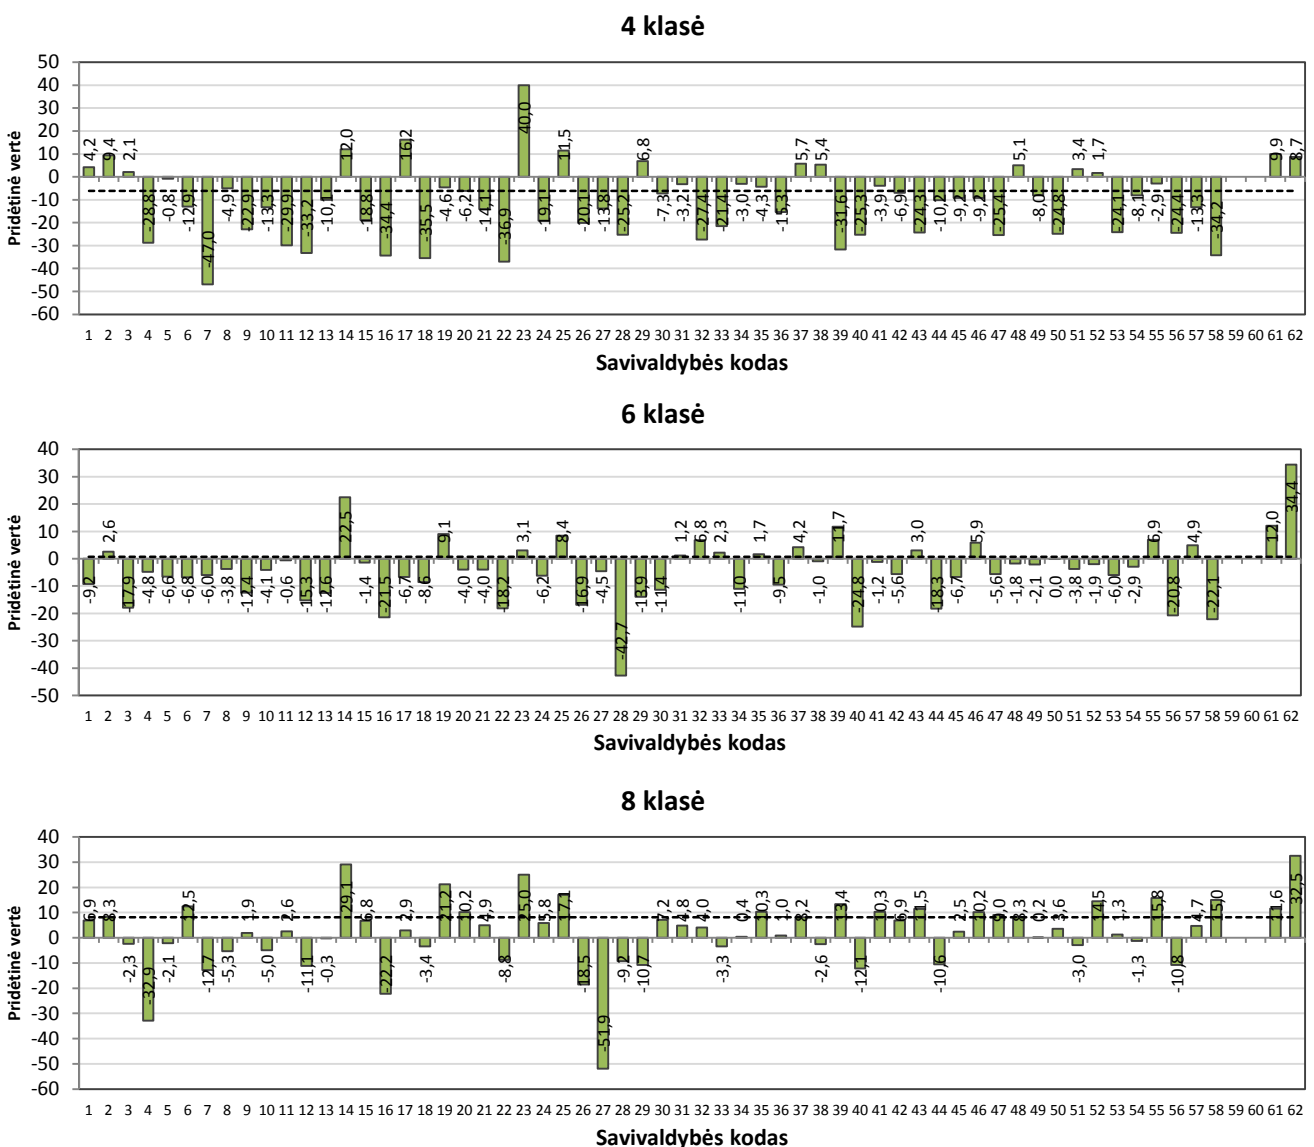 4 klasė
Pridėtinė vertė
50
40
30
20
10
0
-10
-20
-30
-40
-50
-60
4,2 9,4 2,1 -28,8 -0,8 -12,9 -47,0 -4,9 -22,9 -13,3 -29,9 -33,2 -10,1 12,0 -18,8 -34,4 16,2 -35,5 -4,6 -6,2 -14,1 -36,9 40,0 -19,1 11,5 -20,1 -13,8 -25,2 6,8 -7,3 -3,2 -27,4 -21,4 -3,0 -4,3 -15,3 5,7 5,4 -31,6 -25,3 -3,9 -6,9 -24,3 -10,2 -9,2 -9,2 -25,4 5,1 -8,0 -24,8 3,4 1,7 -24,1 -8,1 -2,9 -24,4 -13,3 -34,2 9,9 8,7
1 2 3 4 5 6 7 8 9 10 11 12 13 14 15 16 17 18 19 20 21 22 23 24 25 26 27 28 29 30 31 32 33 34 35 36 37 38 39 40 41 42 43 44 45 46 47 48 49 50 51 52 53 54 55 56 57 58 59 60 61 62
Savivaldybės kodas
6 klasė
Pridėtinė vertė
40
30
20
10
0
-10
-20
-30
-40
-50
-9,2 2,6 -17,9 -4,8 -6,6 -6,8 -6,0 -3,8 -12,4 -4,1 -0,6 -15,3 -12,6 22,5 -1,4 -21,5 -6,7 -8,6 9,1 -4,0 -4,0 -18,2 3,1 -6,2 8,4 -16,9 -4,5 -42,7 -13,9 -11,4 1,2 6,8 2,3 -11,0 1,7 -9,5 4,2 -1,0 11,7 -24,8 -1,2 -5,6 3,0 -18,3 -6,7 5,9 -5,6 -1,8 -2,1 0,0 -3,8 -1,9 -6,0 -2,9 6,9 -20,8 4,9 -22,1 12,0 34,4
1 2 3 4 5 6 7 8 9 10 11 12 13 14 15 16 17 18 19 20 21 22 23 24 25 26 27 28 29 30 31 32 33 34 35 36 37 38 39 40 41 42 43 44 45 46 47 48 49 50 51 52 53 54 55 56 57 58 59 60 61 62
Savivaldybės kodas
8 klasė
Pridėtinė vertė
40
30
20
10
0
-10
-20
-30
-40
-50
-60
6,9 8,3 -2,3 -32,9 -2,1 12,5 -12,7 -5,3 1,9 -5,0 2,6 -11,1 -0,3 29,1 6,8 -22,2 2,9 -3,4 21,2 10,2 4,9 -8,8 25,0 5,8 17,1 -18,5 -51,9 -9,2 -10,7 7,2 4,8 4,0 -3,3 0,4 10,3 1,0 8,2 -2,6 13,4 -12,1 10,3 6,9 11,5 -10,6 2,5 10,2 9,0 8,3 0,2 3,6 -3,0 14,5 1,3 -1,3 15,8 -10,8 4,7 15,0 11,6 32,5
1 2 3 4 5 6 7 8 9 10 11 12 13 14 15 16 17 18 19 20 21 22 23 24 25 26 27 28 29 30 31 32 33 34 35 36 37 38 39 40 41 42 43 44 45 46 47 48 49 50 51 52 53 54 55 56 57 58 59 60 61 62
Savivaldybės kodas